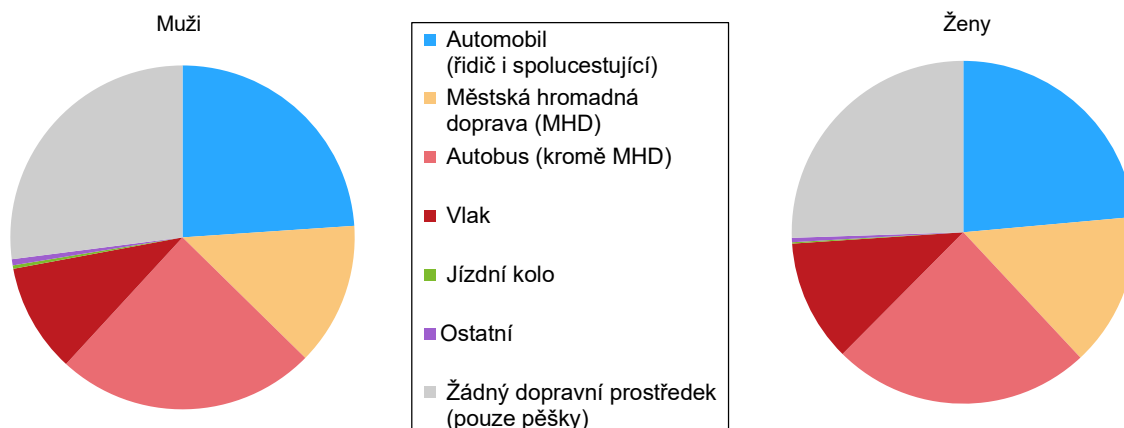 Muži
Automobil
(řidič i spolucestující)
Městská hromadná
doprava (MHD)
Autobus (kromě MHD)
Vlak
Jízdní kolo
Ostatní
Žádný dopravní prostředek
(pouze pěšky)
Ženy